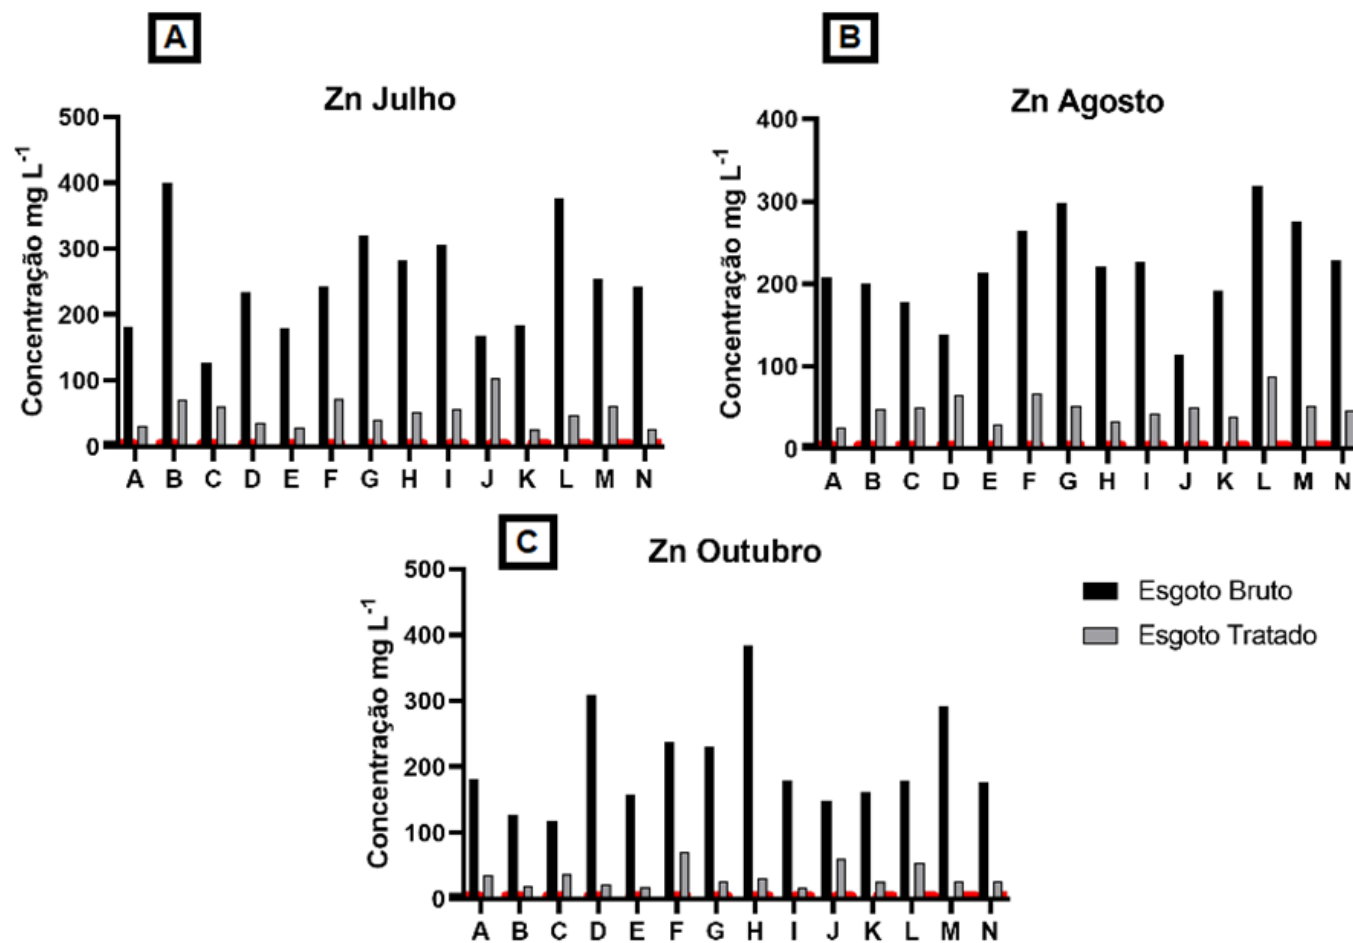 A
Zn Julho
Concentração mg L⁻¹
500
400
300
200
100
0
A B C D E F G H I J K L M N
B
Zn Agosto
Concentração mg L⁻¹
400
300
200
100
0
A B C D E F G H I J K L M N
C
Zn Outubro
Concentração mg L⁻¹
500
400
300
200
100
0
A B C D E F G H I J K L M N
Esgoto Bruto
Esgoto Tratado